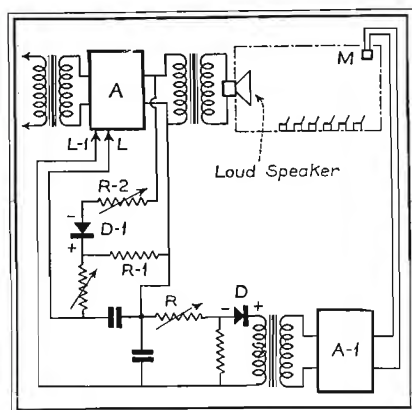 M
A
L-1 L
Loud Speaker
R-2
-
D-1
+
R-1
R
- D +
A-1